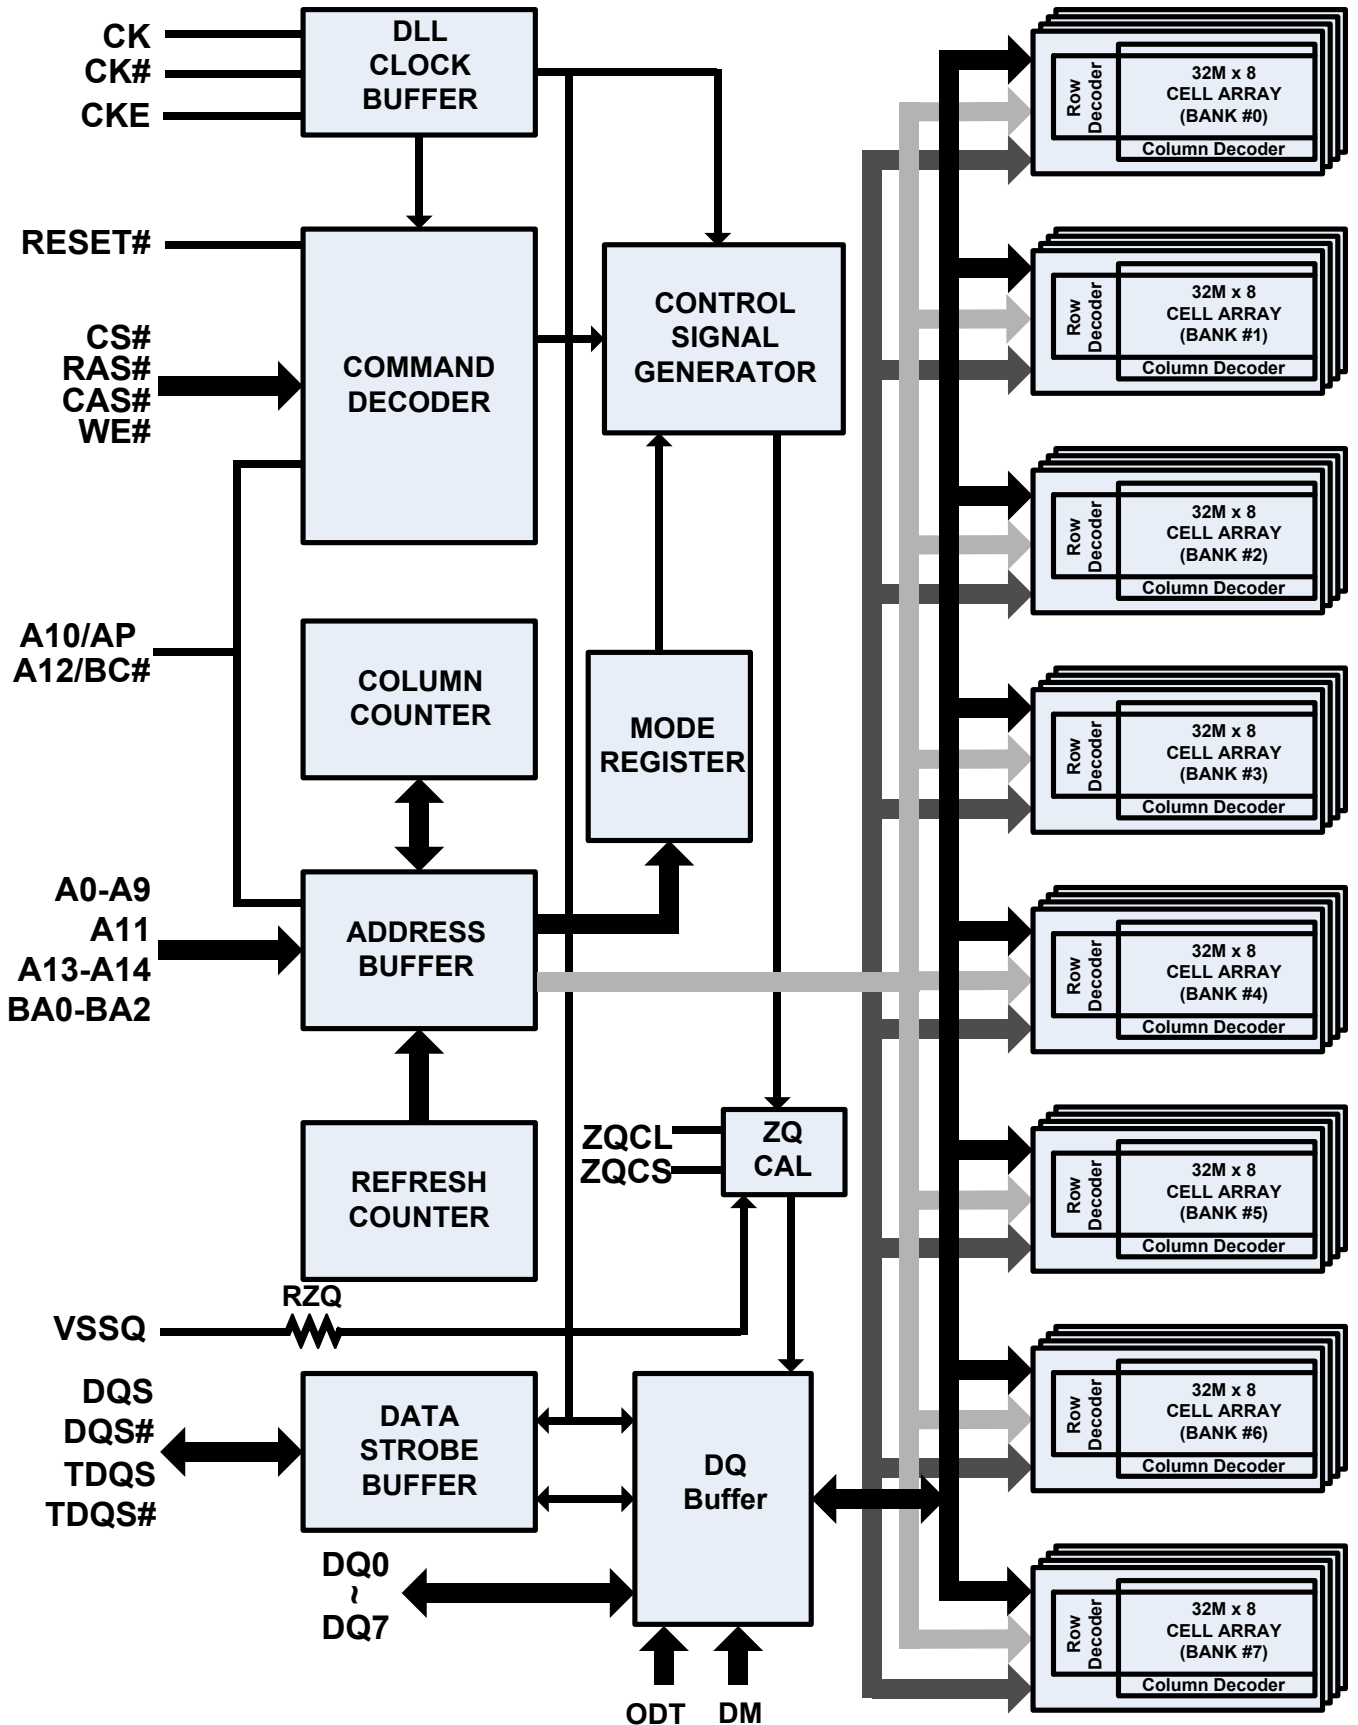 CK
CK#
CKE
DLL
CLOCK
BUFFER
RESET#
CS#
RAS#
CAS#
WE#
COMMAND
DECODER
CONTROL
SIGNAL
GENERATOR
A10/AP
A12/BC#
COLUMN
COUNTER
MODE
REGISTER
A0-A9
A11
A13-A14
BA0-BA2
ADDRESS
BUFFER
REFRESH
COUNTER
ZQCL
ZQCS
ZQ
CAL
RZQ
VSSQ
DQS
DQS#
TDQS
TDQS#
DATA
STROBE
BUFFER
DQ
Buffer
DQ0
~
DQ7
ODT
DM
Row
Decoder
32M x 8
CELL ARRAY
(BANK #0)
Column Decoder
Row
Decoder
32M x 8
CELL ARRAY
(BANK #1)
Column Decoder
Row
Decoder
32M x 8
CELL ARRAY
(BANK #2)
Column Decoder
Row
Decoder
32M x 8
CELL ARRAY
(BANK #3)
Column Decoder
Row
Decoder
32M x 8
CELL ARRAY
(BANK #4)
Column Decoder
Row
Decoder
32M x 8
CELL ARRAY
(BANK #5)
Column Decoder
Row
Decoder
32M x 8
CELL ARRAY
(BANK #6)
Column Decoder
Row
Decoder
32M x 8
CELL ARRAY
(BANK #7)
Column Decoder